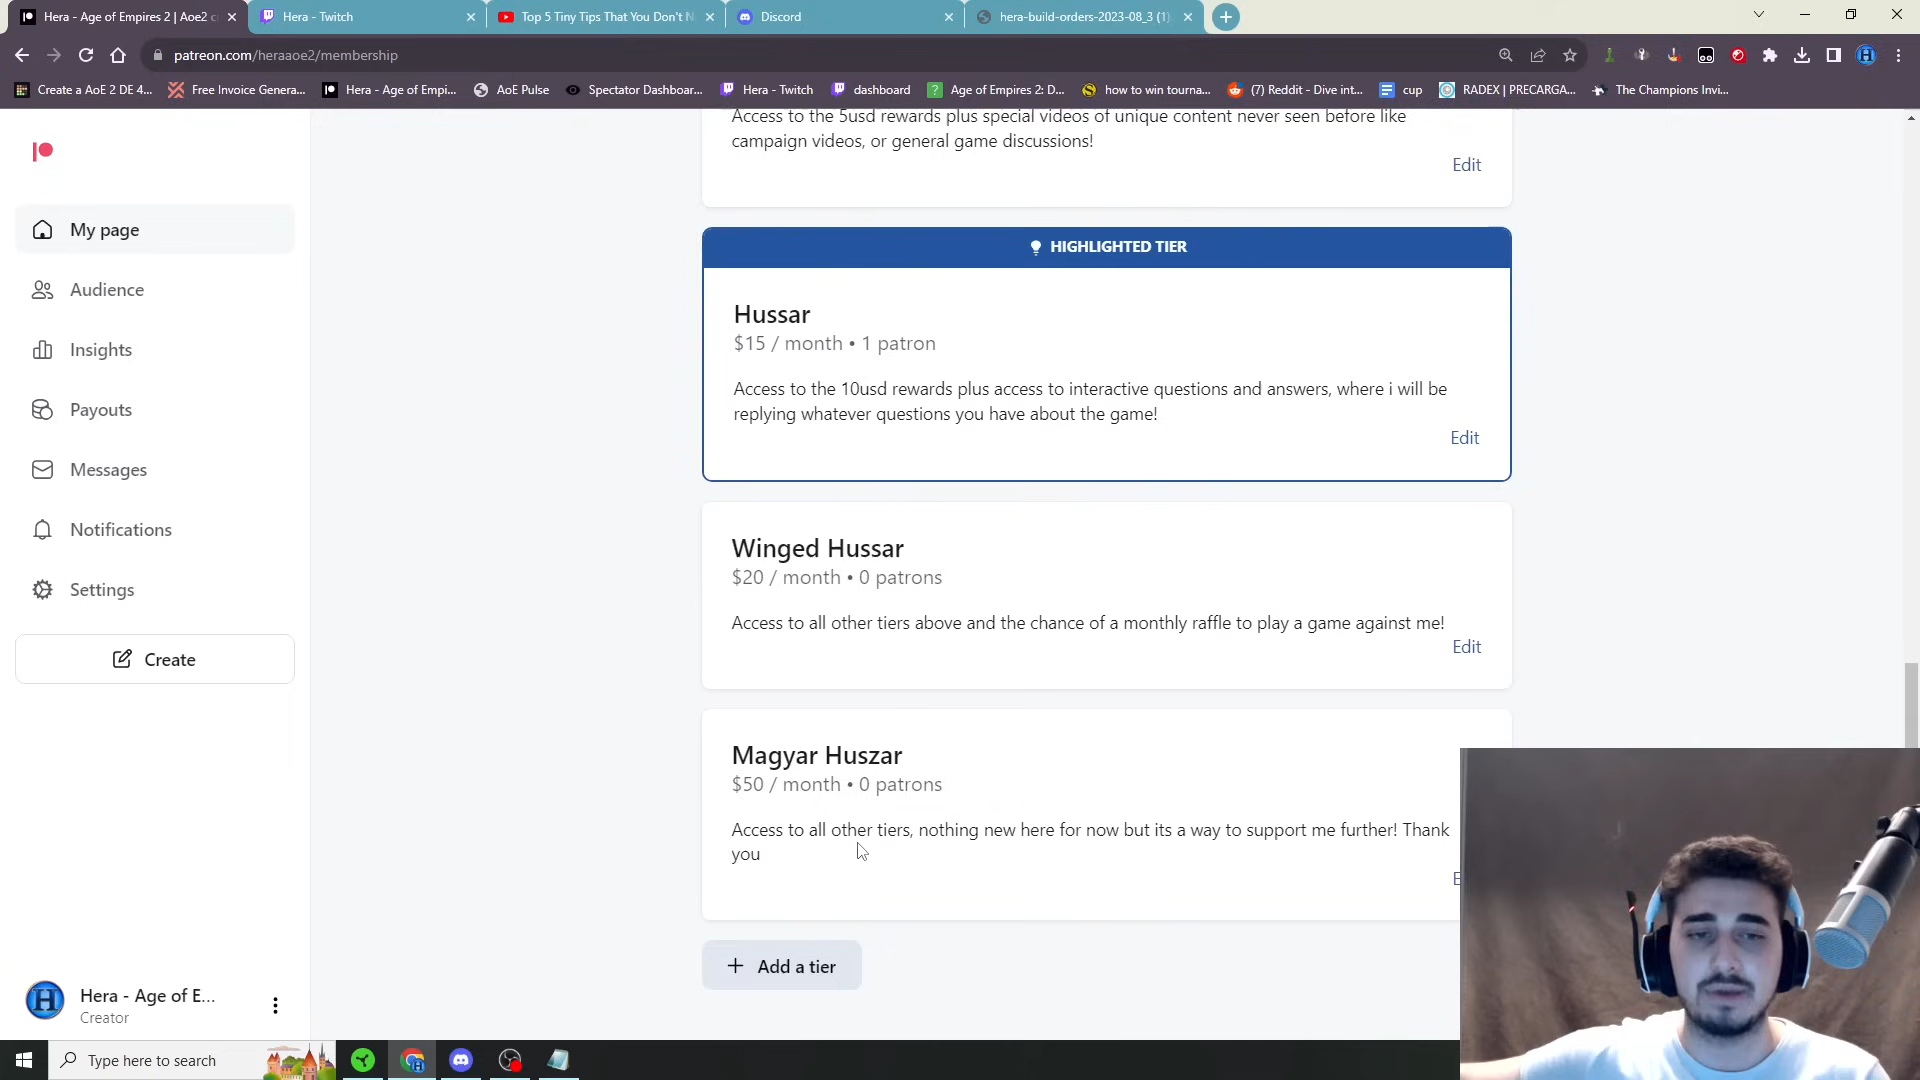 Hera - Age of Empires 2 | Aoe2 c
Hera - Twitch
Top 5 Tiny Tips That You Don't N
Discord
hera-build-orders-2023-08_3 (1)
patreon.com/heraaoe2/membership
Create a AoE 2 DE 4...
Free Invoice Genera...
Hera - Age of Empi...
AoE Pulse
Spectator Dashboar...
Hera - Twitch
dashboard
Age of Empires 2: D...
how to win tourna...
(7) Reddit - Dive int...
cup
RADEX | PRECARGA...
The Champions Invi...
My page
Audience
Insights
Payouts
Messages
Notifications
Settings
Create
Hera - Age of E...
Creator
Access to the 5usd rewards plus special videos of unique content never seen before like
campaign videos, or general game discussions!
Edit
HIGHLIGHTED TIER
Hussar
$15 / month • 1 patron
Access to the 10usd rewards plus access to interactive questions and answers, where i will be
replying whatever questions you have about the game!
Edit
Winged Hussar
$20 / month • 0 patrons
Access to all other tiers above and the chance of a monthly raffle to play a game against me!
Edit
Magyar Huszar
$50 / month • 0 patrons
Access to all other tiers, nothing new here for now but its a way to support me further! Thank
you
+ Add a tier
Type here to search